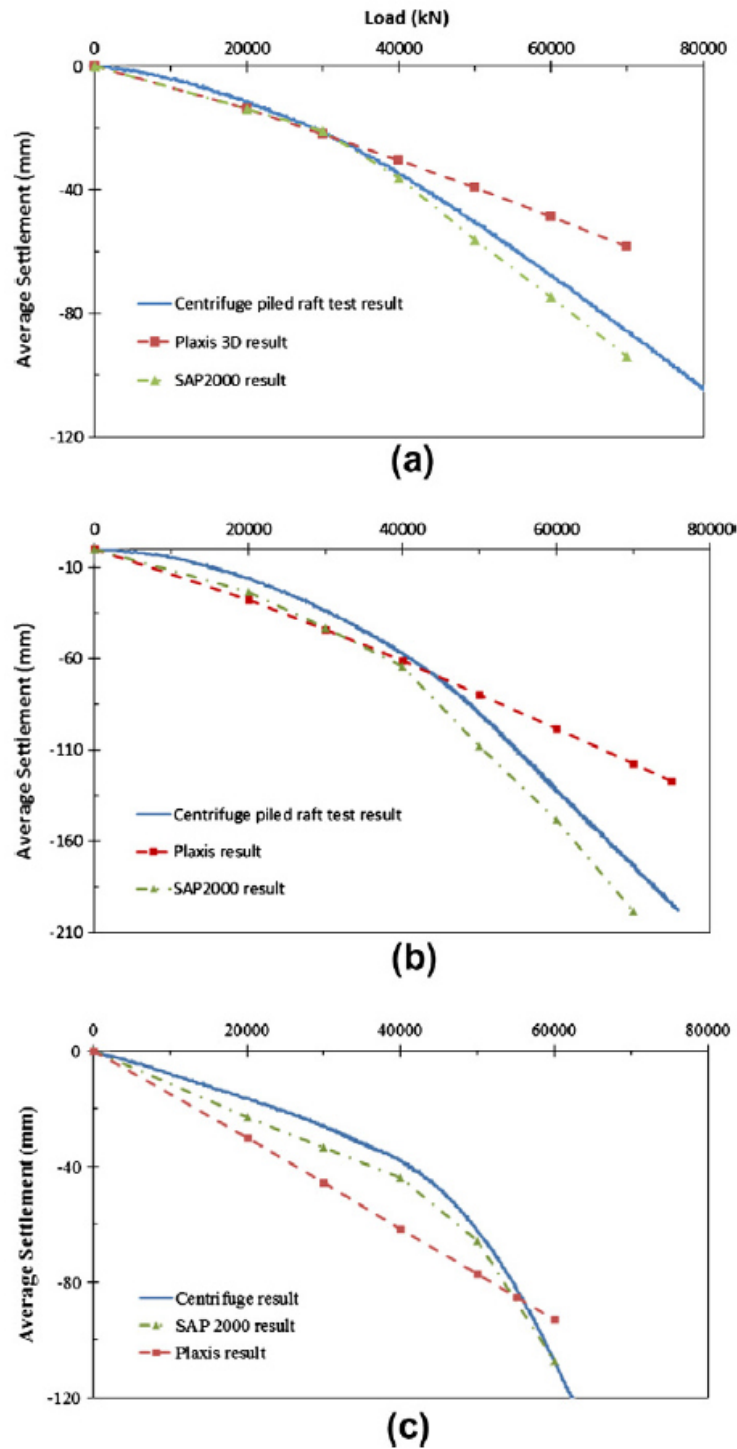 Load (kN)
0 20000 40000 60000 80000
0
-40
-80
-120
Average Settlement (mm)
Centrifuge piled raft test result
Plaxis 3D result
SAP2000 result
(a)
0 20000 40000 60000 80000
-10
-60
-110
-160
-210
Average Settlement (mm)
Centrifuge piled raft test result
Plaxis result
SAP2000 result
(b)
0 20000 40000 60000 80000
0
-40
-80
-120
Average Settlement (mm)
Centrifuge result
SAP 2000 result
Plaxis result
(c)